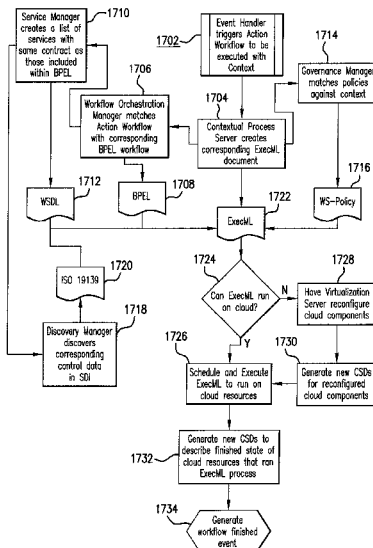 1710
Service Manager
creates a list of
services with
same contract as
those included
within BPEL
1702
Event Handler
triggers Action
Workflow to be
executed with
Context
1714
Governance Manager
matches policies
against context
1706
Workflow Orchestration
Manager matches
Action Workflow
with corresponding
BPEL workflow
1704
Contextual Process
Server creates
corresponding ExecML
document
1712
WSDL
1708
BPEL
1722
ExecML
1716
WS-Policy
1720
ISO 19139
1718
Discovery Manager
discovers
corresponding
control data
in SDI
1724
Can ExecML run
on cloud?
N
Y
1728
Have Virtualization
Server reconfigure
cloud components
1726
Schedule and Execute
ExecML to run on
cloud resources
1730
Generate new CSDs
for reconfigured
cloud components
1732
Generate new CSDs to
describe finished state
of cloud resources that ran
ExecML process
1734
Generate
workflow finished
event